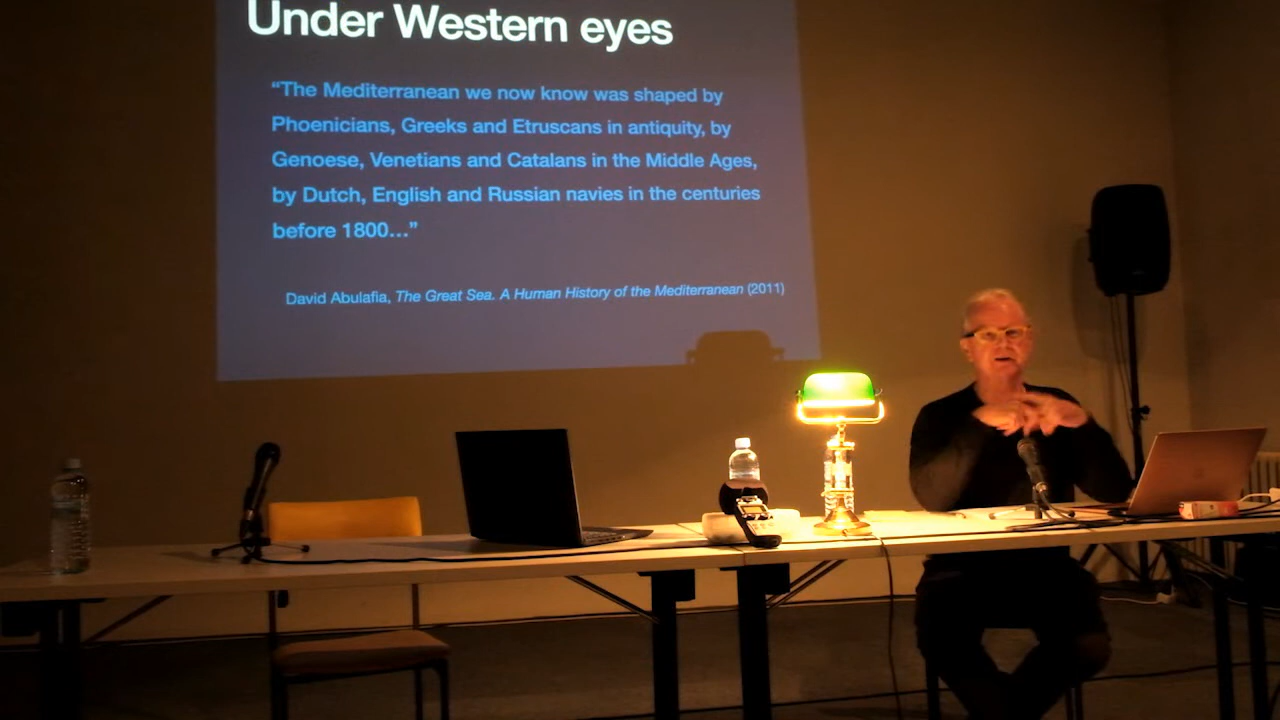 Under Western eyes
“The Mediterranean we now know was shaped by
Phoenicians, Greeks and Etruscans in antiquity, by
Genoese, Venetians and Catalans in the Middle Ages,
by Dutch, English and Russian navies in the centuries
before 1800…”
David Abulafia, The Great Sea. A Human History of the Mediterranean (2011)